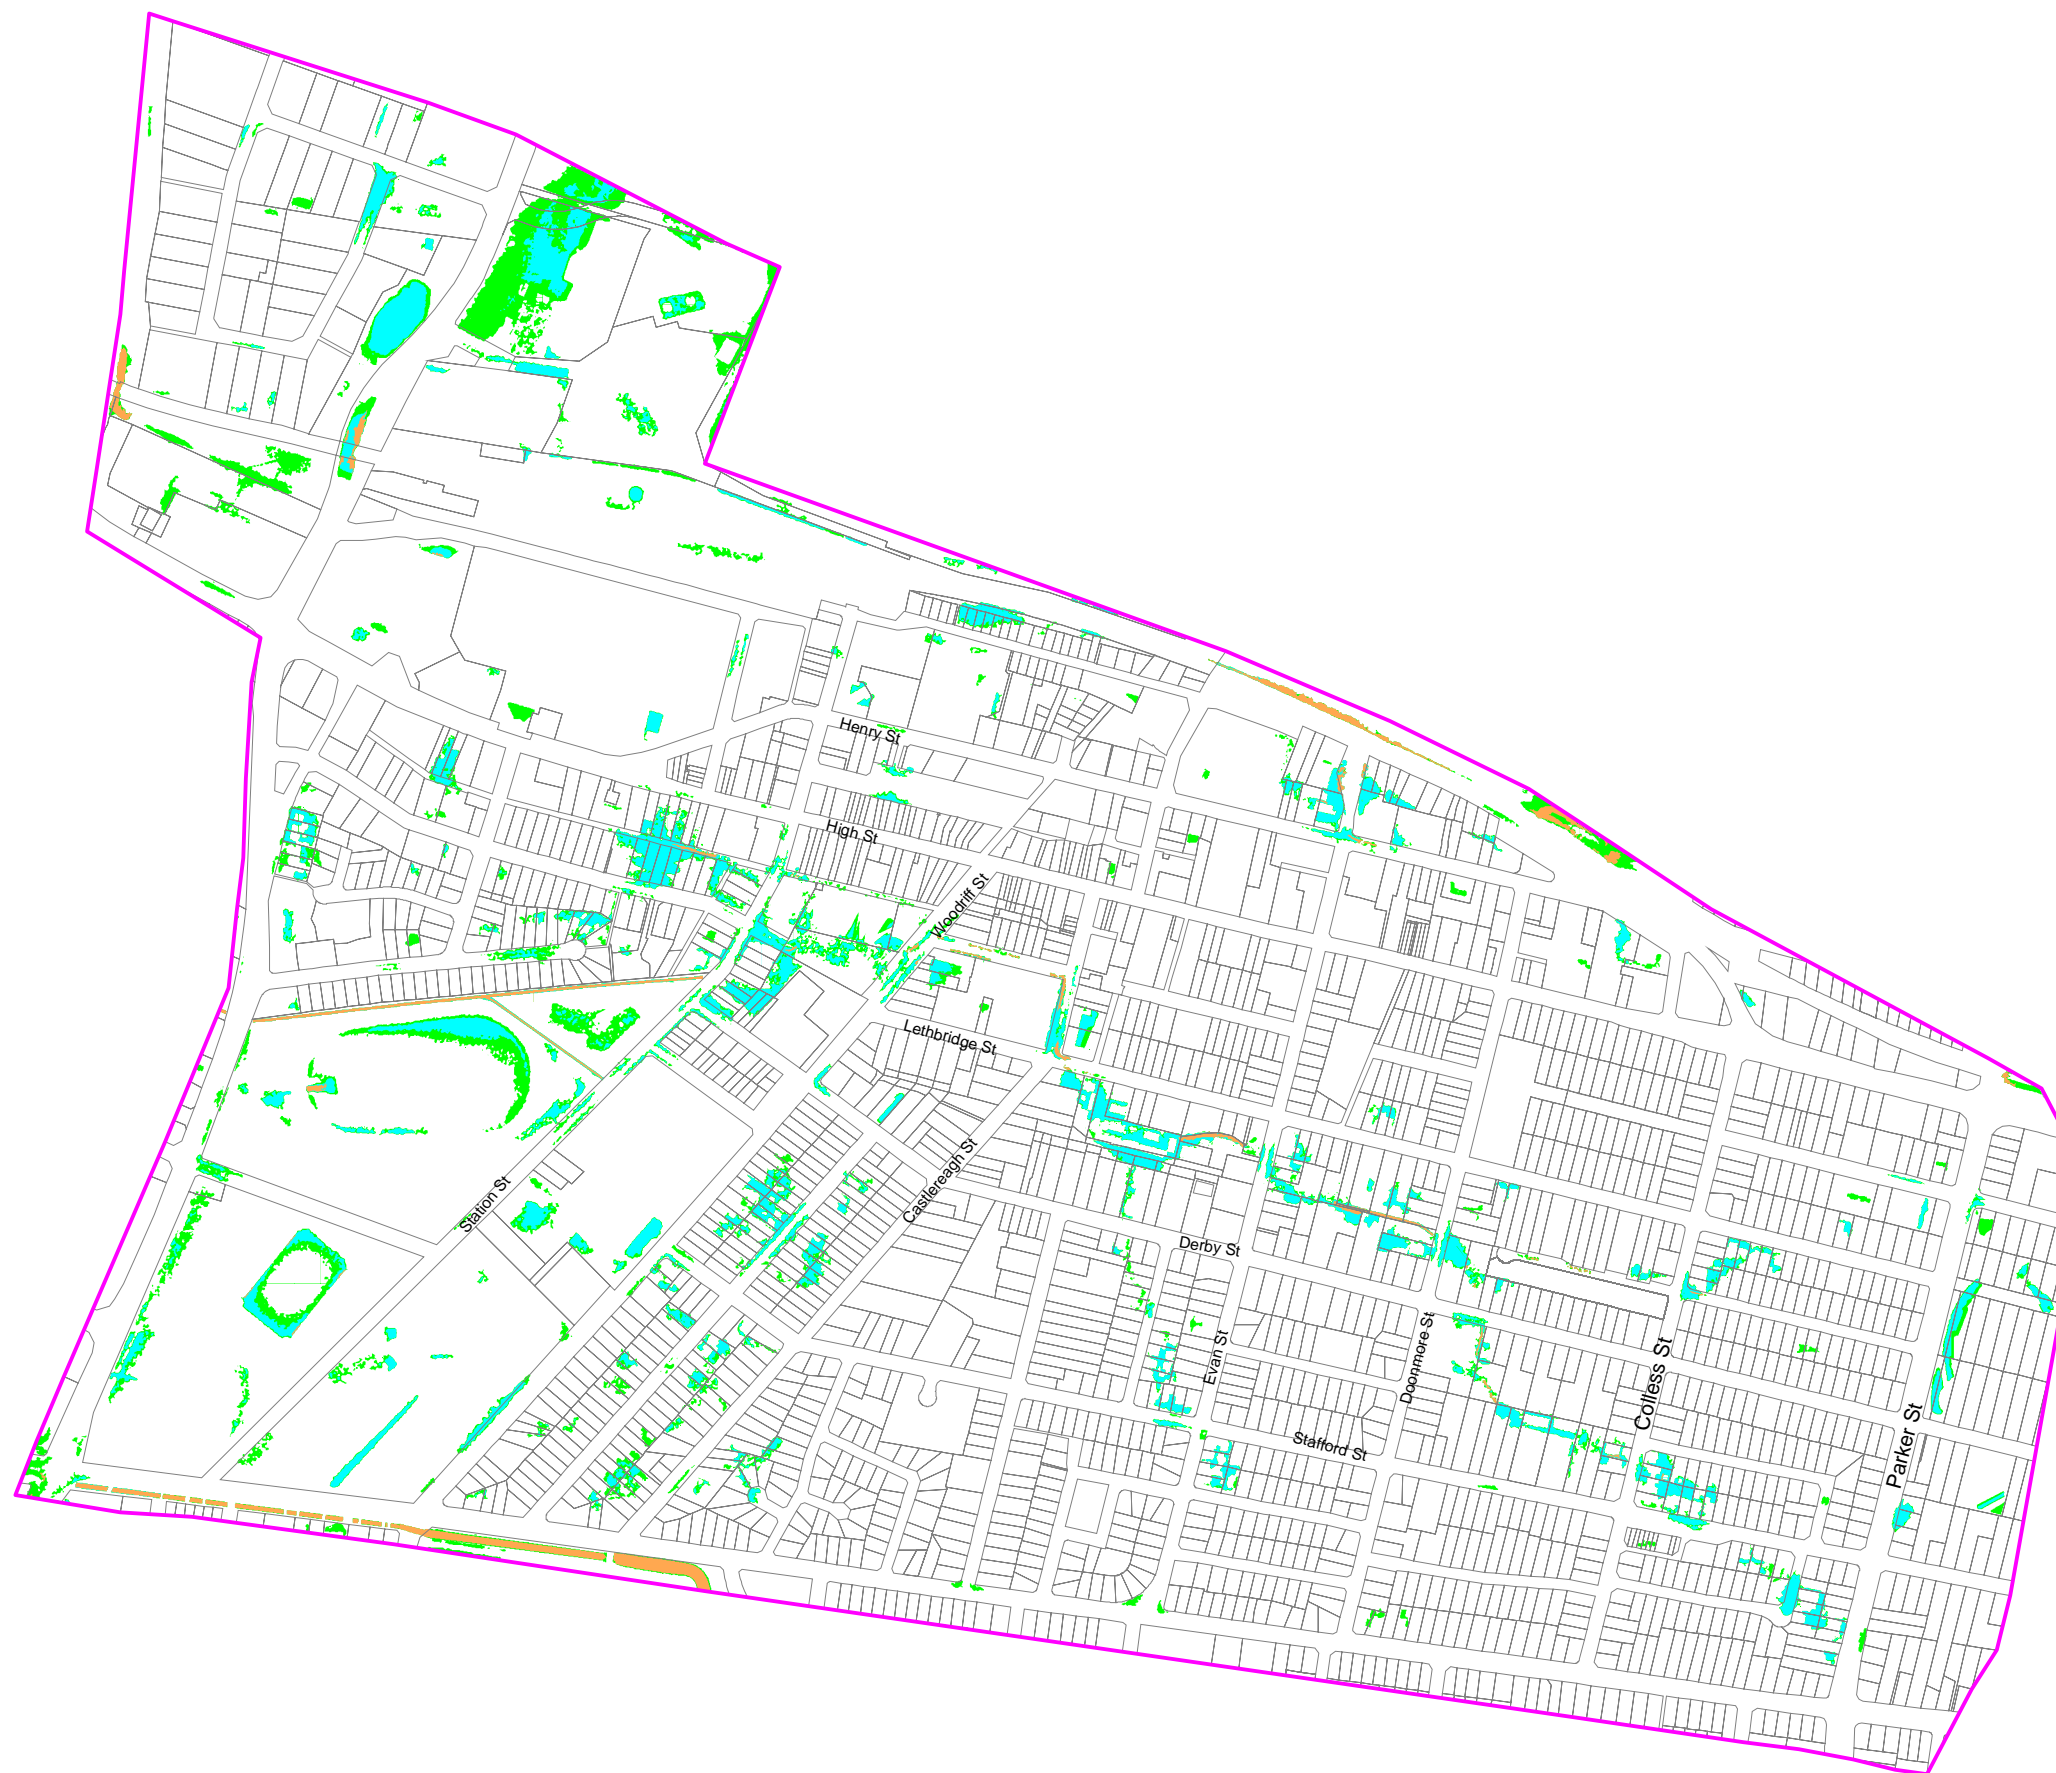 Henry St
High St
Woodriff St
Lethbridge St
Castlereagh St
Station St
Derby St
Evan St
Doonmore St
Colless St
Parker St
Stafford St